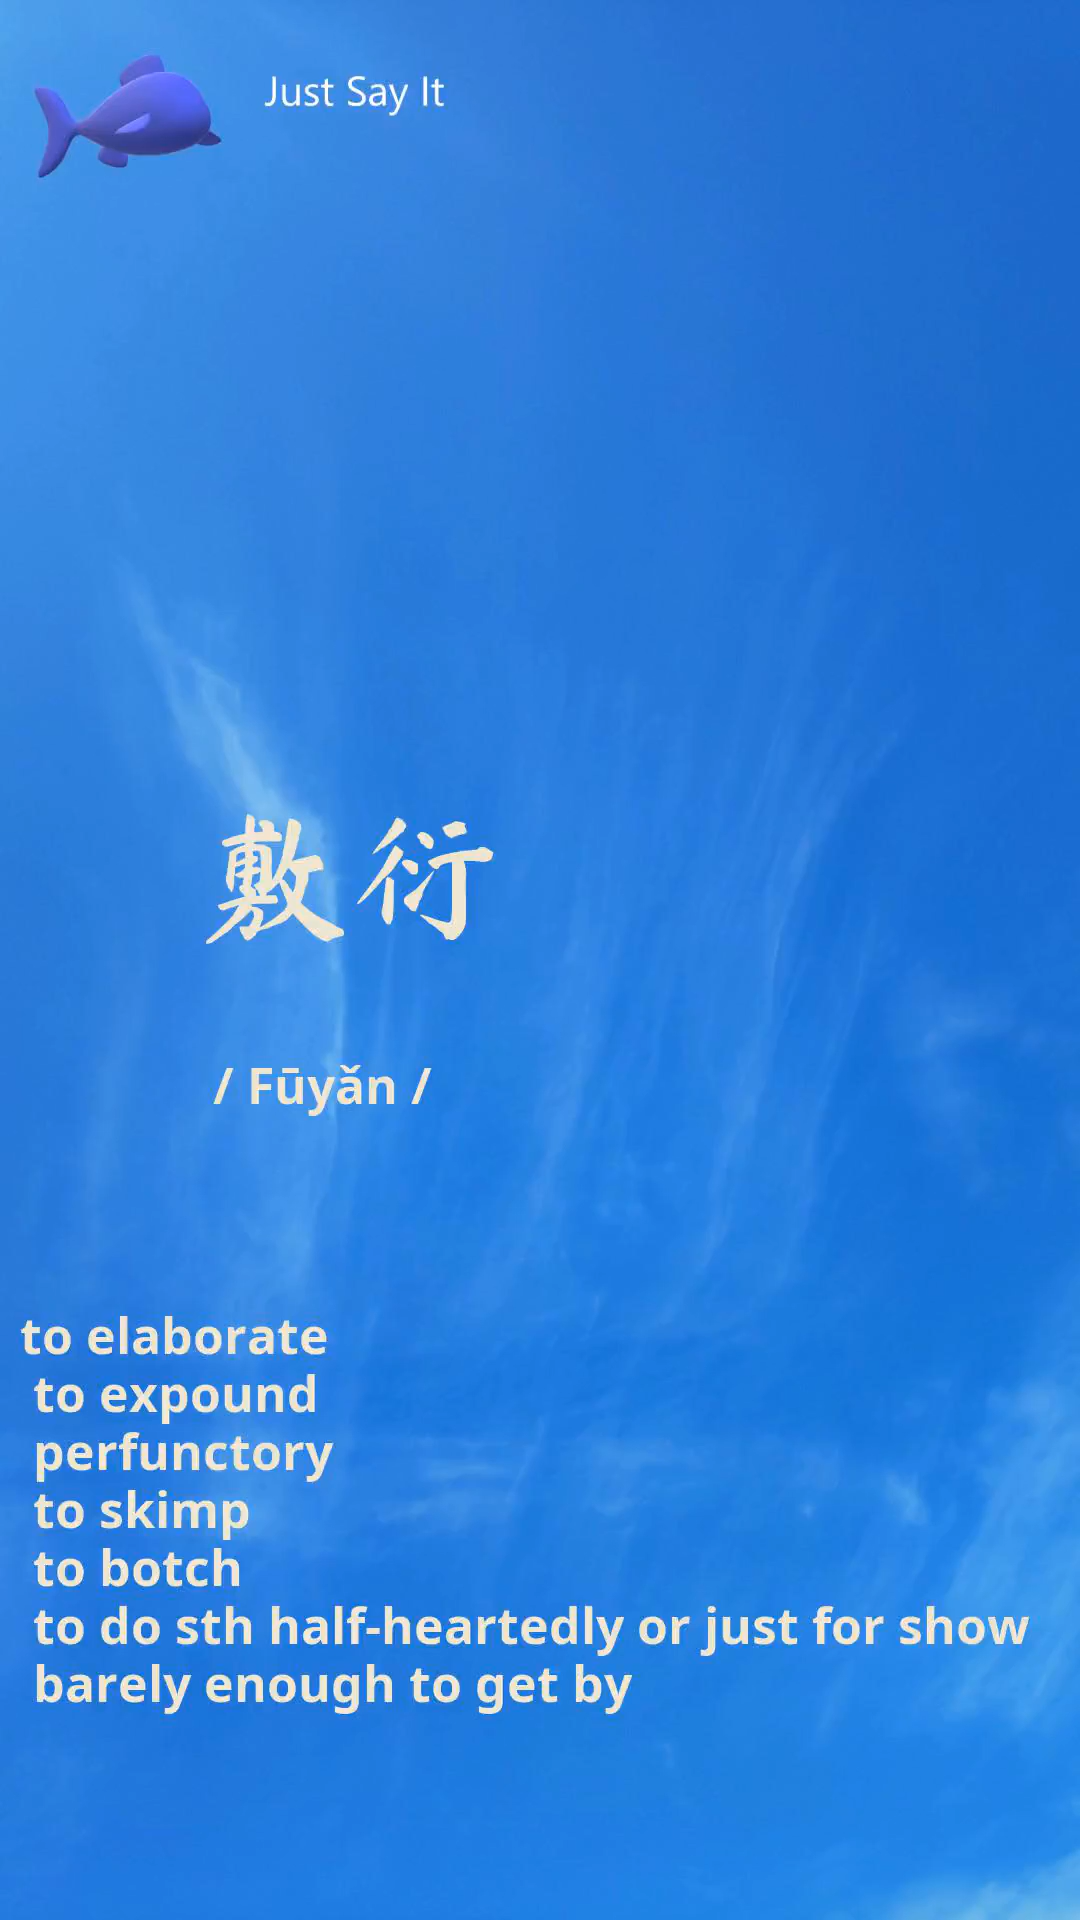 Just Say It
敷衍
/ Fūyǎn /
to elaborate
to expound
perfunctory
to skimp
to botch
to do sth half-heartedly or just for show
barely enough to get by